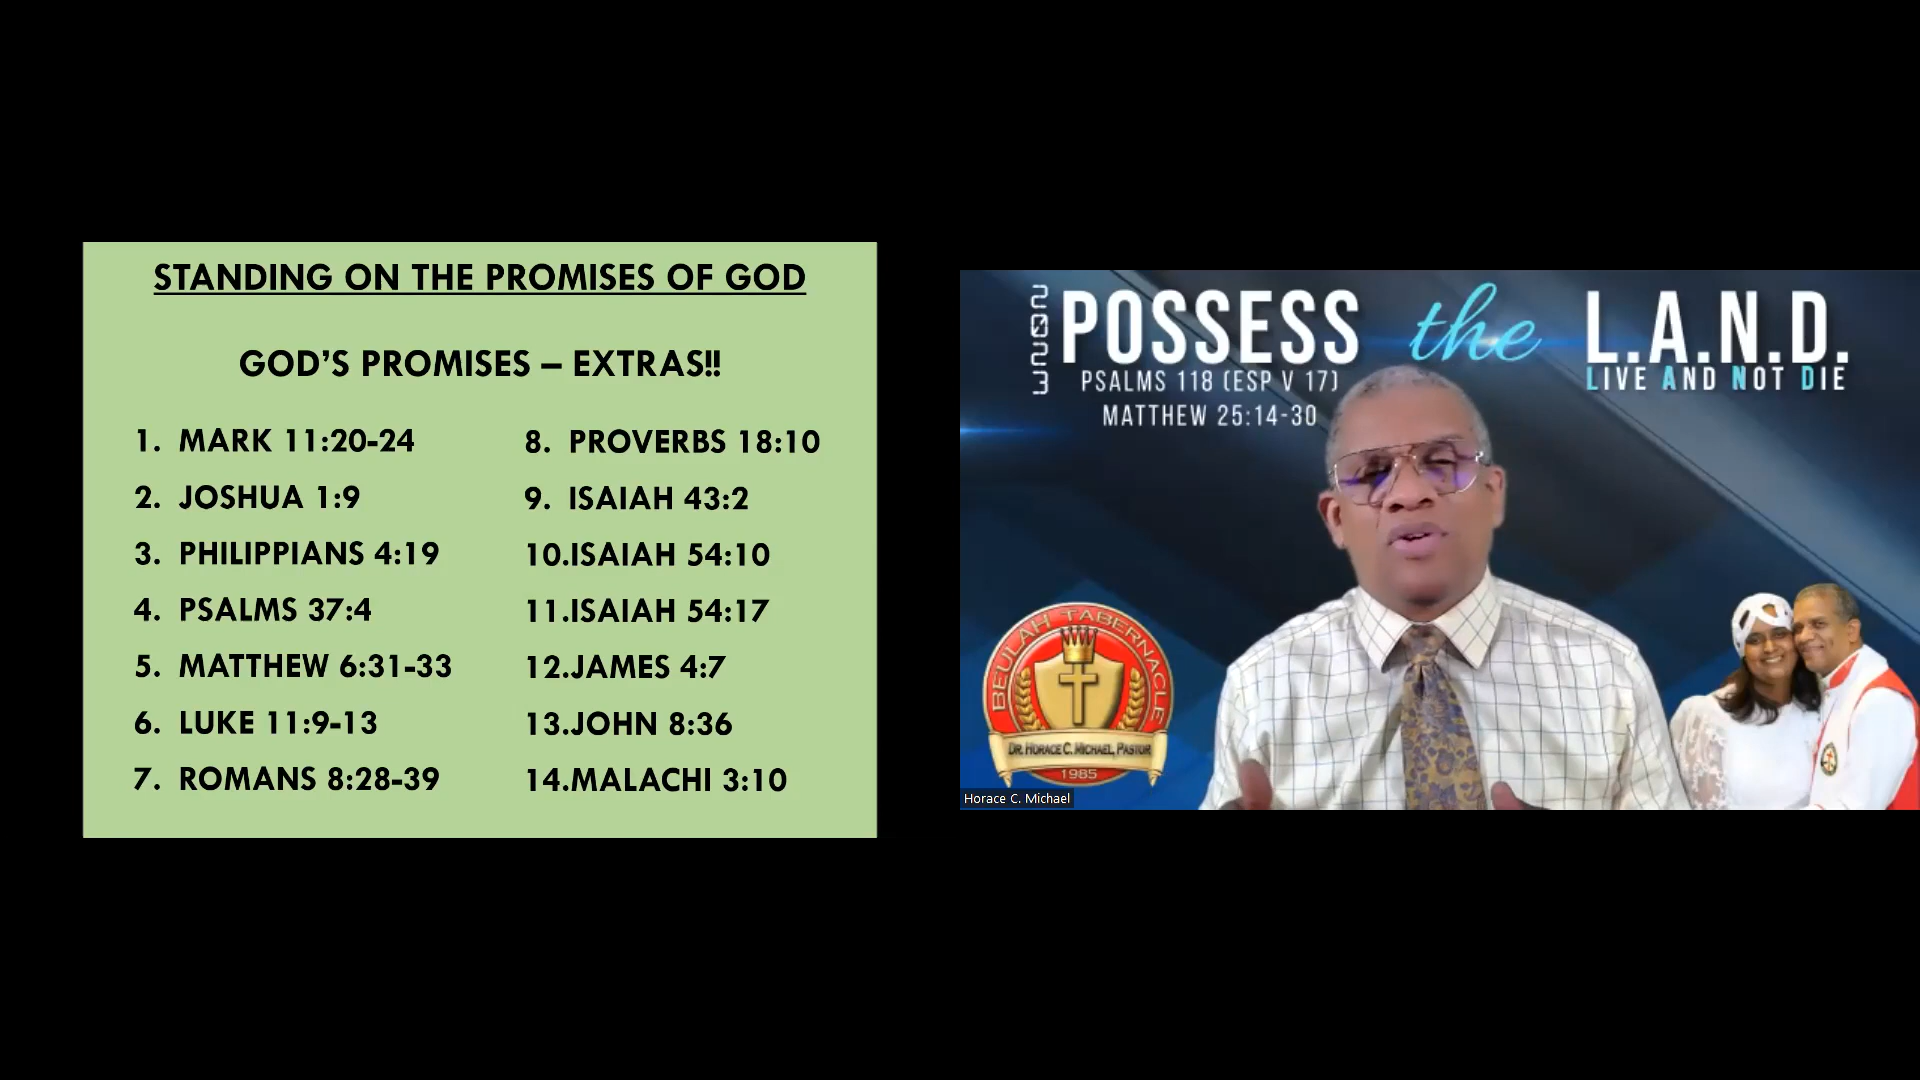 STANDING ON THE PROMISES OF GOD
GOD'S PROMISES – EXTRAS!!
1. MARK 11:20-24
2. JOSHUA 1:9
3. PHILIPPIANS 4:19
4. PSALMS 37:4
5. MATTHEW 6:31-33
6. LUKE 11:9-13
7. ROMANS 8:28-39
8. PROVERBS 18:10
9. ISAIAH 43:2
10.ISAIAH 54:10
11.ISAIAH 54:17
12.JAMES 4:7
13.JOHN 8:36
14.MALACHI 3:10
2023
POSSESS the L.A.N.D.
LIVE AND NOT DIE
PSALMS 118 (ESP V 17)
MATTHEW 25:14-30
BEULAH TABERNACLE
DR. HORACE C. MICHAEL, PASTOR
1985
Horace C. Michael